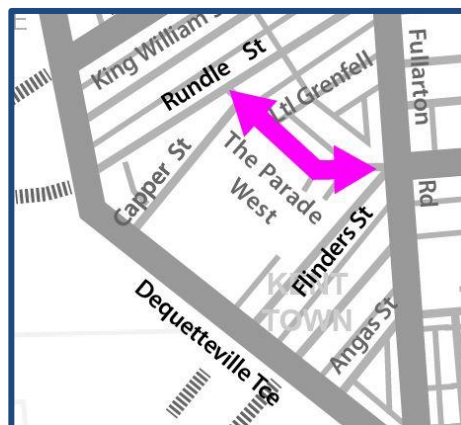 E
King William S
Rundle St
Ltl Grenfell
Fullarton
Rd
Capper St
The Parade
West
Flinders St
KENT
TOWN
Angas St
Dequetteville Tce